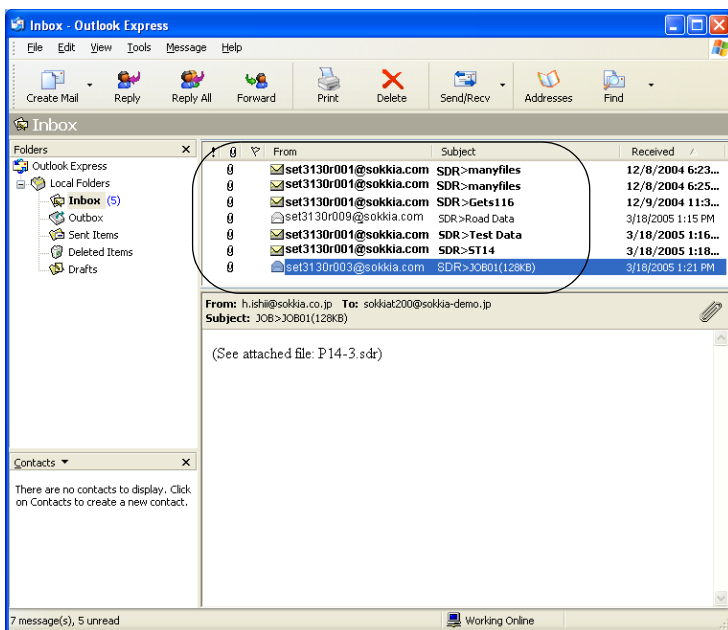 Inbox - Outlook Express
File Edit View Tools Message Help
Create Mail Reply Reply All Forward Print Delete Send/Recv Addresses Find
Inbox
Folders x
Outlook Express
Local Folders
Inbox (5)
Outbox
Sent Items
Deleted Items
Drafts
! From Subject Received
set3130r001@sokkia.com SDR>manyfiles 12/8/2004 6:23...
set3130r001@sokkia.com SDR>manyfiles 12/8/2004 6:25...
set3130r001@sokkia.com SDR>Gets116 12/9/2004 11:3...
set3130r009@sokkia.com SDR>Road Data 3/18/2005 1:15 PM
set3130r001@sokkia.com SDR>Test Data 3/18/2005 1:16...
set3130r001@sokkia.com SDR>ST14 3/18/2005 1:18...
set3130r003@sokkia.com SDR>JOB01(128KB) 3/18/2005 1:21 PM
From: h.ishii@sokkia.co.jp To: sokkiat200@sokkia-demo.jp
Subject: JOB>JOB01(128KB)
(See attached file: P14-3.sdr)
Contacts x
There are no contacts to display. Click
on Contacts to create a new contact.
7 message(s), 5 unread Working Online